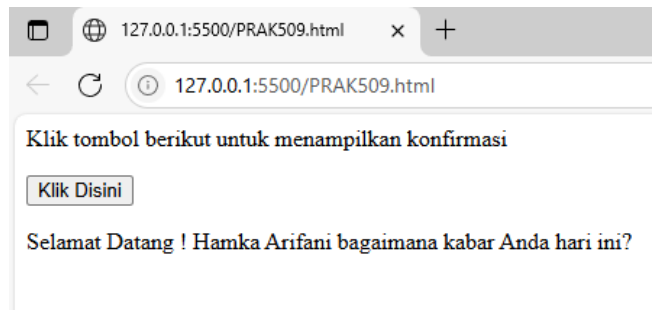 127.0.0.1:5500/PRAK509.html
127.0.0.1:5500/PRAK509.html
Klik tombol berikut untuk menampilkan konfirmasi
Klik Disini
Selamat Datang ! Hamka Arifani bagaimana kabar Anda hari ini?